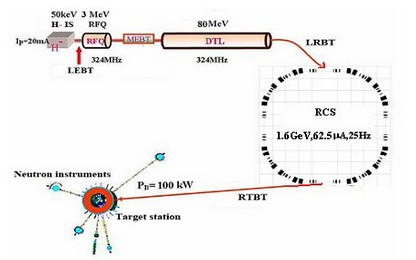 50keV 3 MeV
H- IS RFQ
80MeV
Ip=20mA
H-
RFQ
MEBT
DTL
LRBT
324MHz
324MHz
LEBT
RCS
1.6GeV,62.5µA,25Hz
Neutron instruments
PB= 100 kW
RTBT
Target station